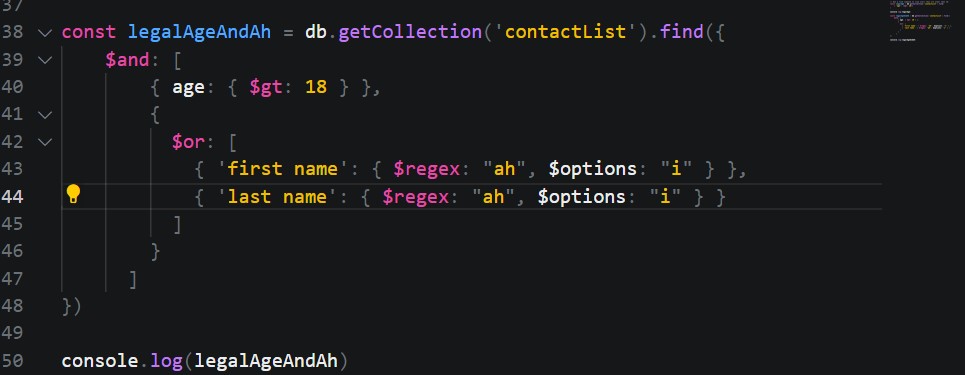 37
38 const legalAgeAndAh = db.getCollection('contactList').find({
39     $and: [
40         { age: { $gt: 18 } },
41         {
42           $or: [
43             { 'first name': { $regex: "ah", $options: "i" } },
44             { 'last name': { $regex: "ah", $options: "i" } }
45           ]
46         }
47       ]
48 })
49
50 console.log(legalAgeAndAh)